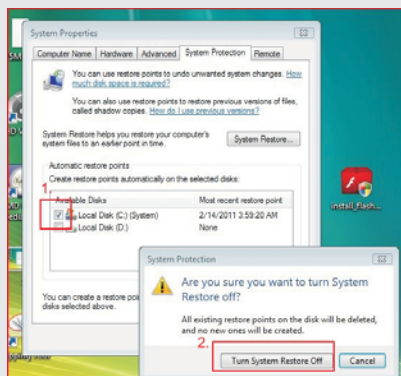 System Properties
Computer Name Hardware Advanced System Protection Remote
You can use restore points to undo unwanted system changes. How
much disk space is required?
You can also use restore points to restore previous versions of files,
called shadow copies. How do I use previous versions?
System Restore helps you restore your computer's
system files to an earlier point in time.
System Restore...
Automatic restore points
Create restore points automatically on the selected disks:
1.
Available Disks Most recent restore point
Local Disk (C:) (System) 2/14/2011 3:59:20 AM
Local Disk (D:) None
install_flash...
You can create a restore poi
disks selected above.
System Protection
Are you sure you want to turn System
Restore off?
All existing restore points on the disk will be deleted,
and no new ones will be created.
2.
Turn System Restore Off Cancel